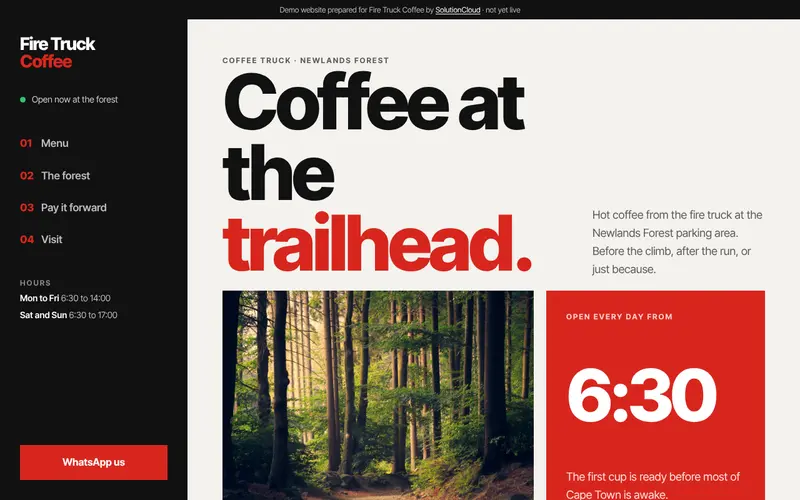 Demo website prepared for Fire Truck Coffee by SolutionCloud · not yet live
Fire Truck
Coffee
Open now at the forest
01 Menu
02 The forest
03 Pay it forward
04 Visit
HOURS
Mon to Fri 6:30 to 14:00
Sat and Sun 6:30 to 17:00
WhatsApp us
COFFEE TRUCK · NEWLANDS FOREST
Coffee at
the
trailhead.
Hot coffee from the fire truck at the
Newlands Forest parking area.
Before the climb, after the run, or
just because.
OPEN EVERY DAY FROM
6:30
The first cup is ready before most of
Cape Town is awake.